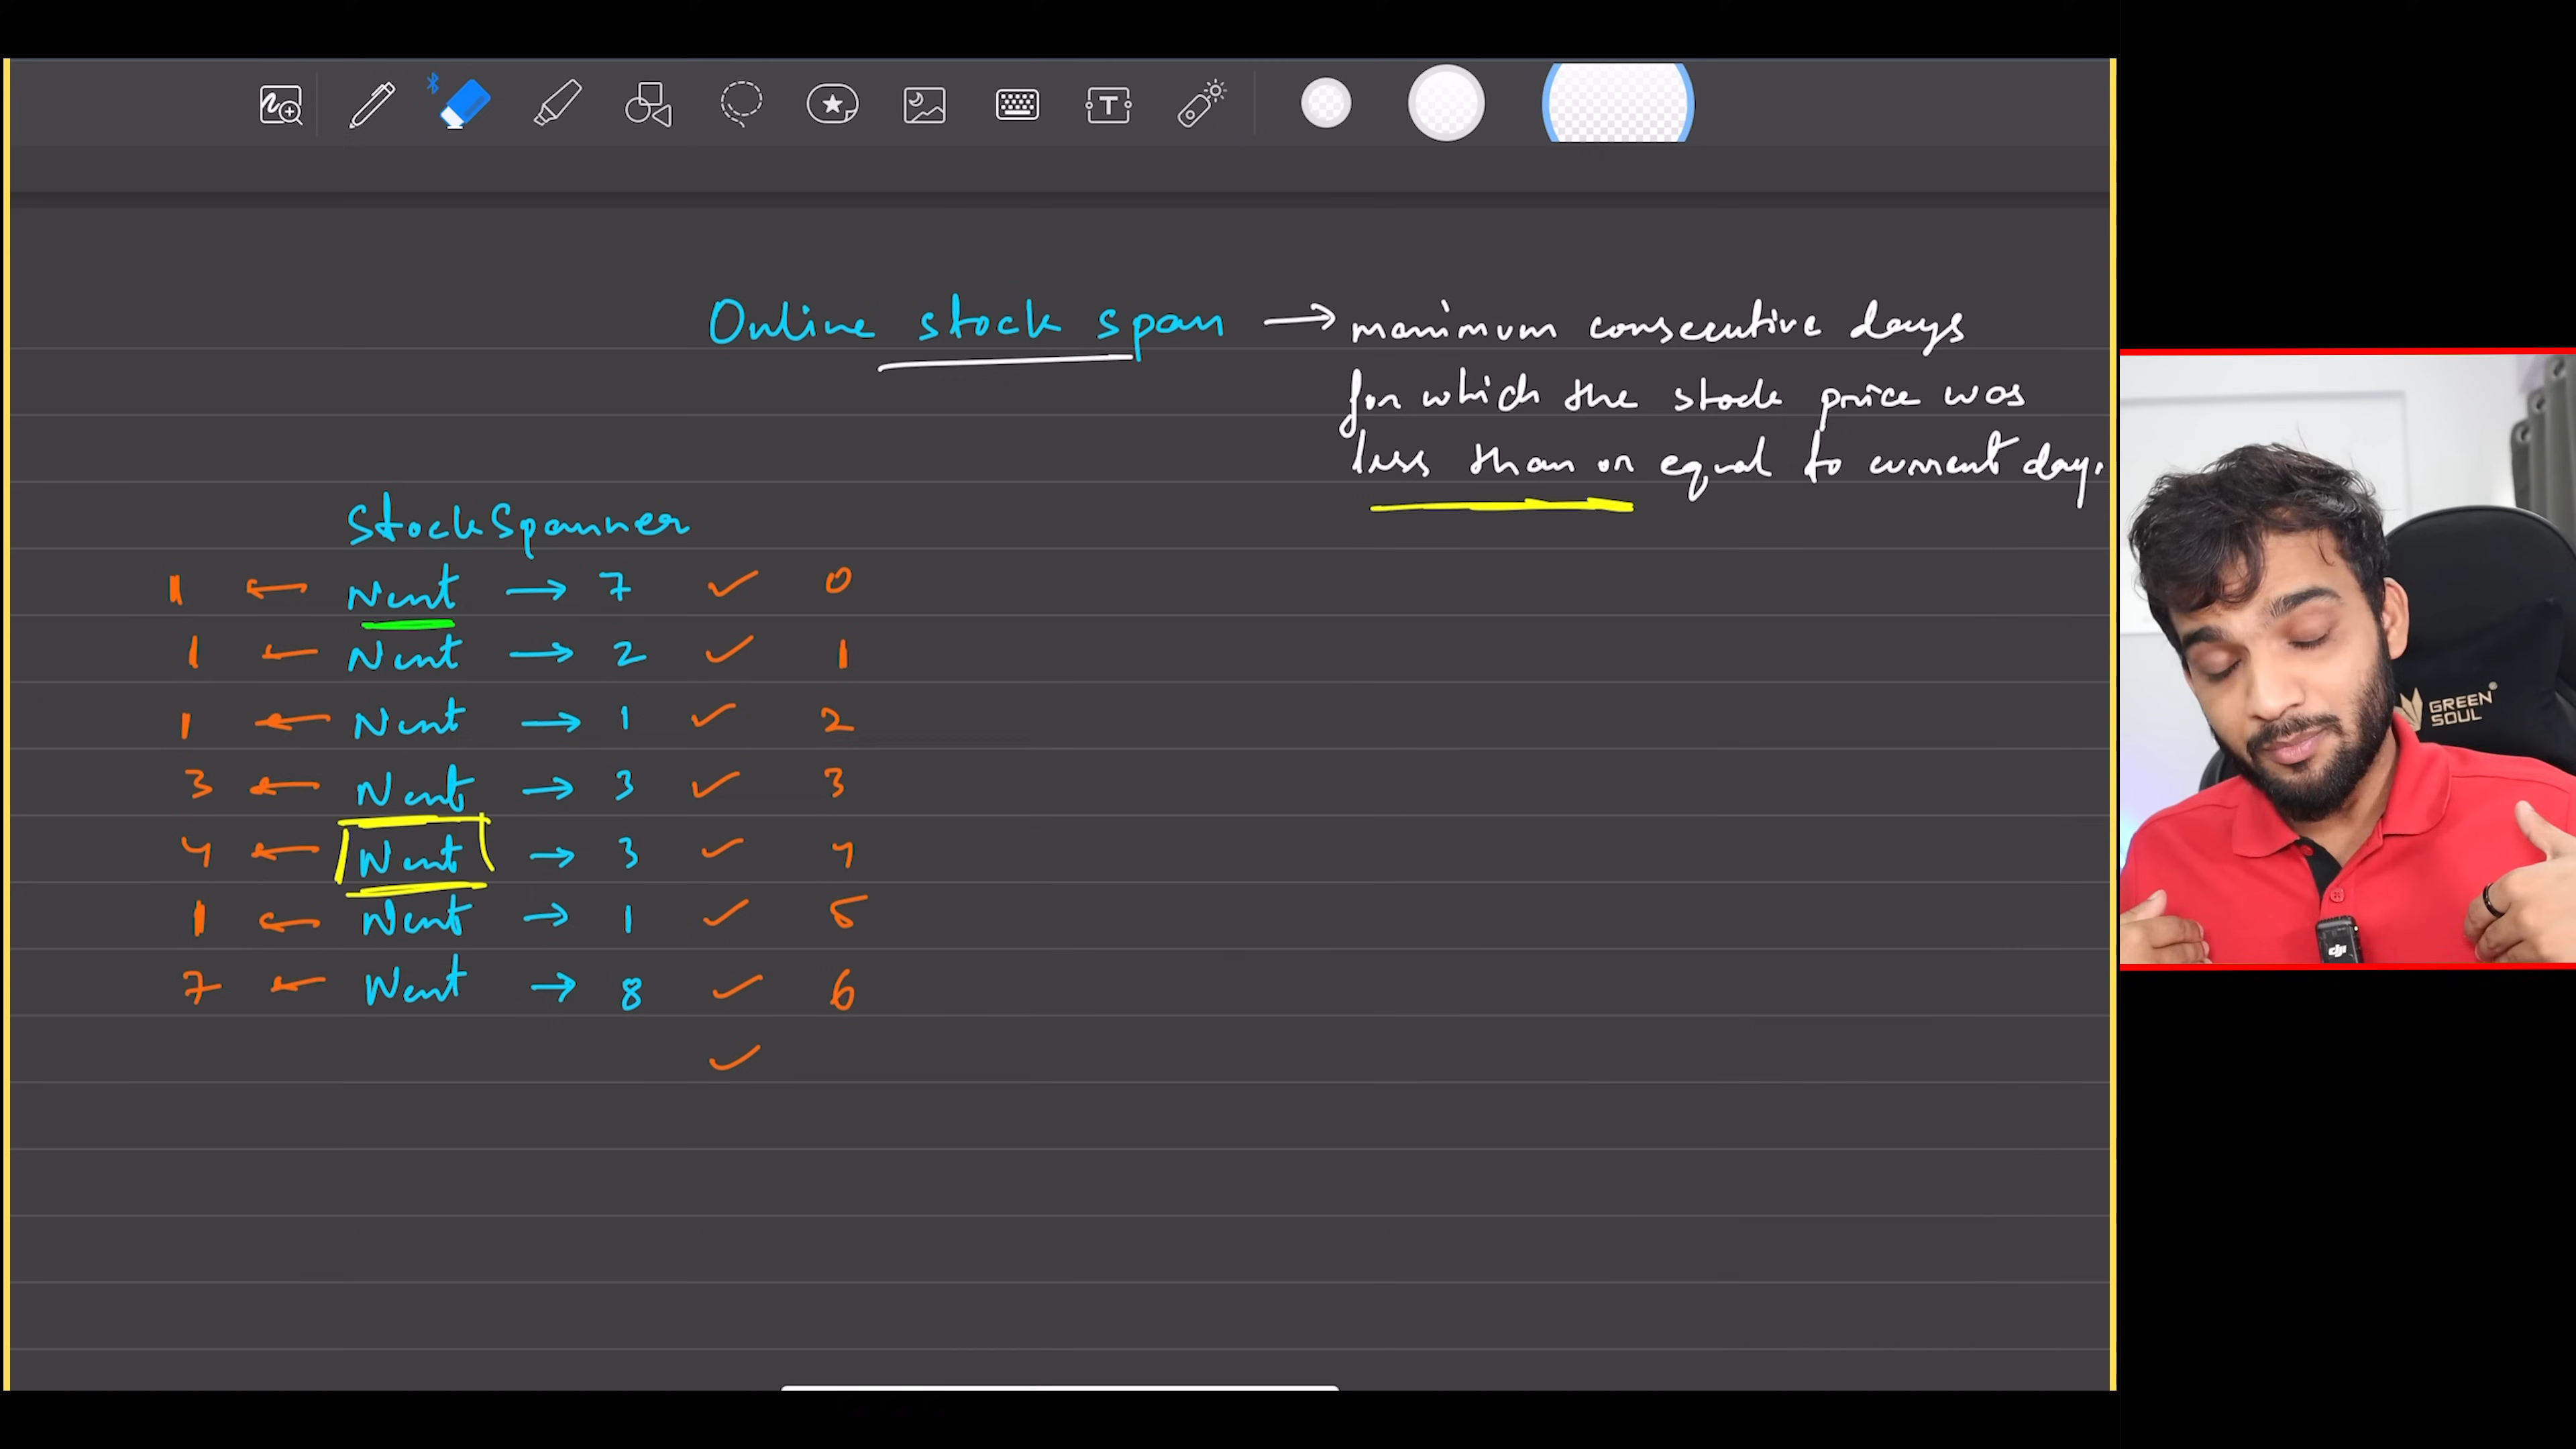 Online stock span → maximum consecutive days
for which the stock price was
less than or equal to current day.
StockSpanner
1 ← Next → 7 ✓ 0
1 ← Next → 2 ✓ 1
1 ← Next → 1 ✓ 2
3 ← Next → 3 ✓ 3
4 ← Next → 3 ✓ 4
1 ← Next → 1 ✓ 5
7 ← Next → 8 ✓ 6
✓
GREEN SOUL
dji